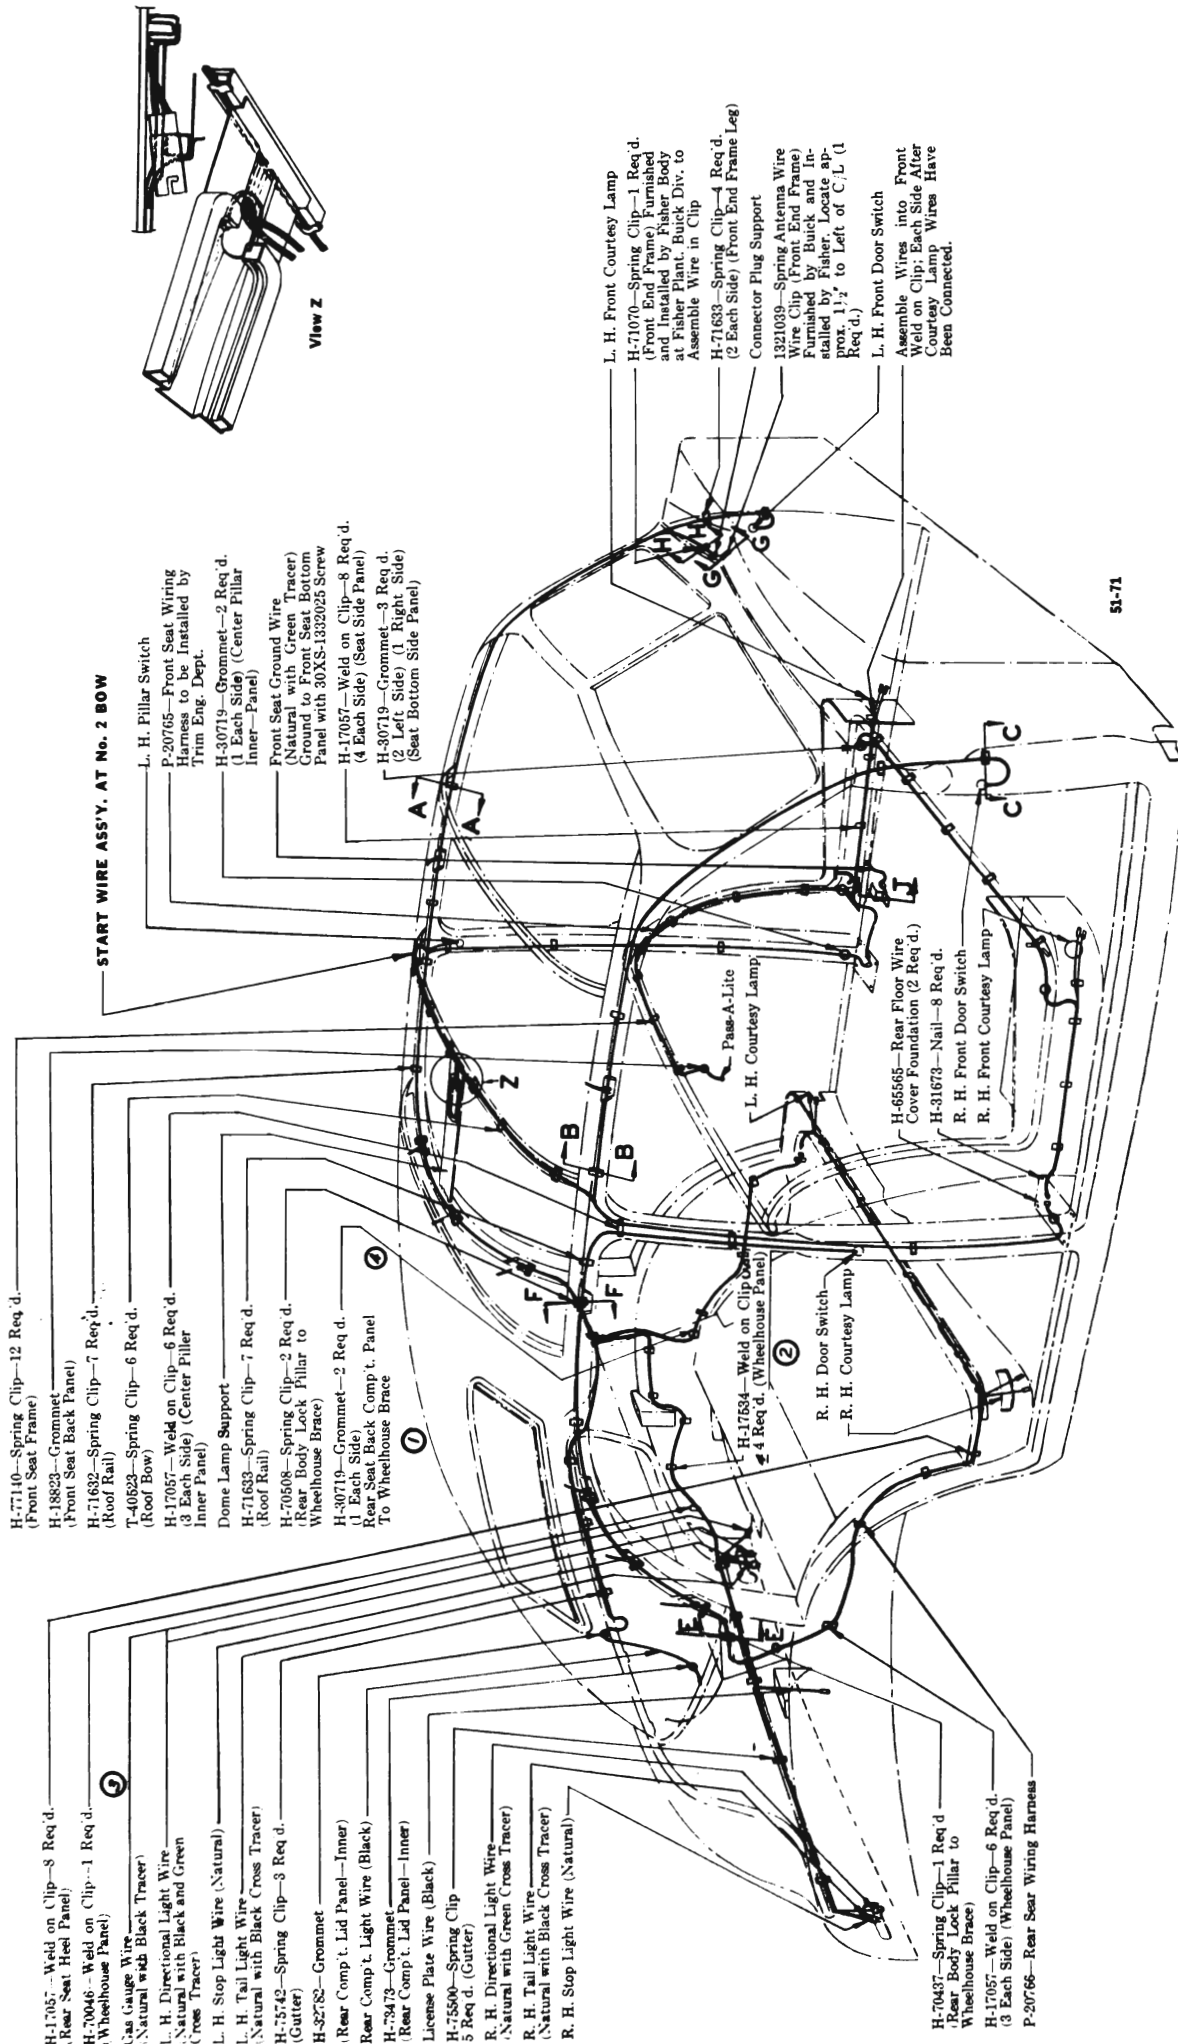 H-77140—Spring Clip—12 Req'd.
(Front Seat Frame)
H-18823—Grommet
(Front Seat Back Panel)
H-71632—Spring Clip—7 Req'd.
(Roof Rail)
T-40523—Spring Clip—6 Req'd.
(Roof Bow)
H-17057—Weld on Clip—6 Req'd.
(3 Each Side) (Center Piller
Inner Panel)
Dome Lamp Support
H-71633—Spring Clip—7 Req'd.
(Roof Rail)
H-70508—Spring Clip—2 Req'd.
(Rear Body Lock Pillar to
Wheelhouse Brace)
H-30719—Grommet—2 Req'd.
(1 Each Side)
Rear Seat Back Comp't. Panel
To Wheelhouse Brace
START WIRE ASS'Y. AT No. 2 BOW
L. H. Pillar Switch
P-20765—Front Seat Wiring
Harness to be Installed by
Trim Eng. Dept.
H-30719—Grommet—2 Req'd.
(1 Each Side) (Center Pillar
Inner—Panel)
Front Seat Ground Wire
(Natural with Green Tracer)
Ground to Front Seat Bottom
Panel with 30XS-1332025 Screw
H-17057—Weld on Clip—8 Req'd.
(4 Each Side) (Seat Side Panel)
H-30719—Grommet—3 Req'd.
(2 Left Side) (1 Right Side)
(Seat Bottom Side Panel)
View Z
L. H. Front Courtesy Lamp
H-71070—Spring Clip—1 Req'd.
(Front End Frame) Furnished
and Installed by Fisher Body
at Fisher Plant. Buick Div. to
Assemble Wire in Clip
H-71633—Spring Clip—4 Req'd.
(2 Each Side) (Front End Frame Leg)
Connector Plug Support
1321039—Spring Antenna Wire
Wire Clip (Front End Frame)
Furnished by Buick and In-
stalled by Fisher. Locate ap-
prox. 1 1/2" to Left of C/L (1
Req'd.)
L. H. Front Door Switch
Assemble Wires into Front
Weld on Clip; Each Side After
Courtesy Lamp Wires Have
Been Connected.
H-17057—Weld on Clip—8 Req'd.
(Rear Seat Heel Panel)
H-70046—Weld on Clip—1 Req'd.
(Wheelhouse Panel)
3
Gas Gauge Wire
(Natural with Black Tracer)
L. H. Directional Light Wire
(Natural with Black and Green
Cross Tracer)
L. H. Stop Light Wire (Natural)
L. H. Tail Light Wire
(Natural with Black Cross Tracer)
H-75742—Spring Clip—3 Req'd.
(Gutter)
H-32782—Grommet
(Rear Comp't. Lid Panel—Inner)
Rear Comp't. Light Wire (Black)
H-73473—Grommet
(Rear Comp't. Lid Panel—Inner)
License Plate Wire (Black)
H-75500—Spring Clip
5 Req'd. (Gutter)
R. H. Directional Light Wire
(Natural with Green Cross Tracer)
R. H. Tail Light Wire
(Natural with Black Cross Tracer)
R. H. Stop Light Wire (Natural)
H-70437—Spring Clip—1 Req'd
(Rear Body Lock Pillar to
Wheelhouse Brace)
H-17057—Weld on Clip—6 Req'd.
(3 Each Side) (Wheelhouse Panel)
P-20766—Rear Sear Wiring Harness
1
4
2
H-17534—Weld on Clip
4 Req'd. (Wheelhouse Panel)
R. H. Door Switch
R. H. Courtesy Lamp
Pass-A-Lite
L. H. Courtesy Lamp
H-65565—Rear Floor Wire
Cover Foundation (2 Req'd.)
H-31673—Nail—8 Req'd.
R. H. Front Door Switch
R. H. Front Courtesy Lamp
A
A
B
B
C
C
E
E
F
F
G
G
H
H
J
Z
51-71